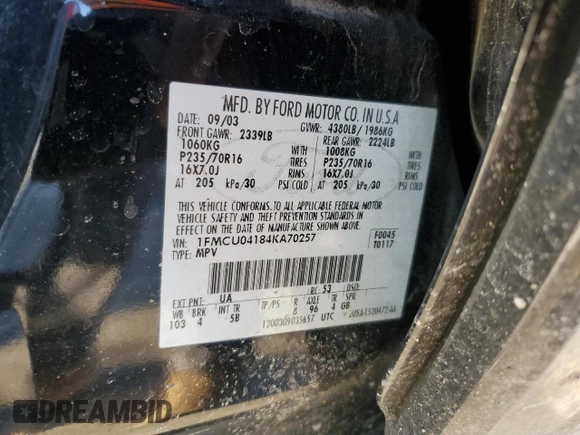 MFD. BY FORD MOTOR CO. IN U.S.A
DATE: 09/03 GVWR: 4380LB/ 1986KG
FRONT GAWR: 2339LB REAR GAWR: 2224LB
1060KG 1008KG
P235/70R16 TIRES P235/70R16
16X7.0J RIMS 16X7.0J
AT 205 kPa/30 PSI COLD AT 205 kPa/30 PSI COLD
THIS VEHICLE CONFORMS TO ALL APPLICABLE FEDERAL MOTOR
VEHICLE SAFETY AND THEFT PREVENTION STANDARDS IN
EFFECT ON THE DATE OF MANUFACTURE SHOWN ABOVE.
VIN: 1FMCU04184KA70257 F0045
TYPE: MPV T0117
EXT PNT: UA RC: 53 DSO:
WB BRK INT TR TP/PS R AXLE TR SPR
103 4 5B 8 96 4 GB
1200309035657 UTC
DREAMBID